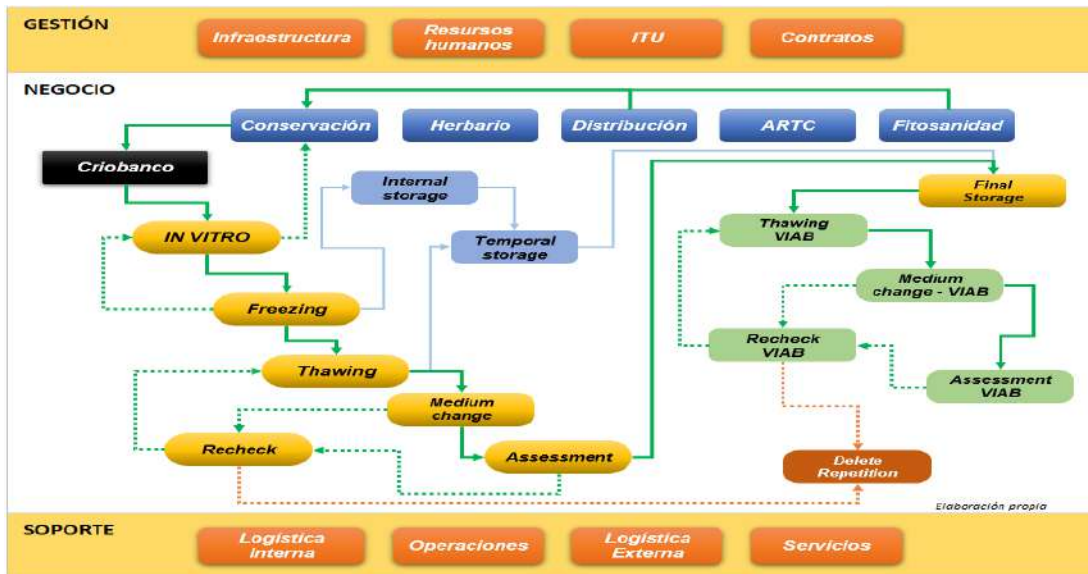 GESTIÓN
Infraestructura
Resursos
humanos
ITU
Contratos
NEGOCIO
Conservación
Herbario
Distribución
ARTC
Fitosanidad
Criobanco
Internal
storage
Final
Storage
IN VITRO
Temporal
storage
Thawing
VIAB
Freezing
Medium
change - VIAB
Thawing
Recheck
VIAB
Medium
change
Assessment
VIAB
Recheck
Assessment
Delete
Repetition
Elaboración propia
SOPORTE
Logística
Interna
Operaciones
Logística
Externa
Servicios